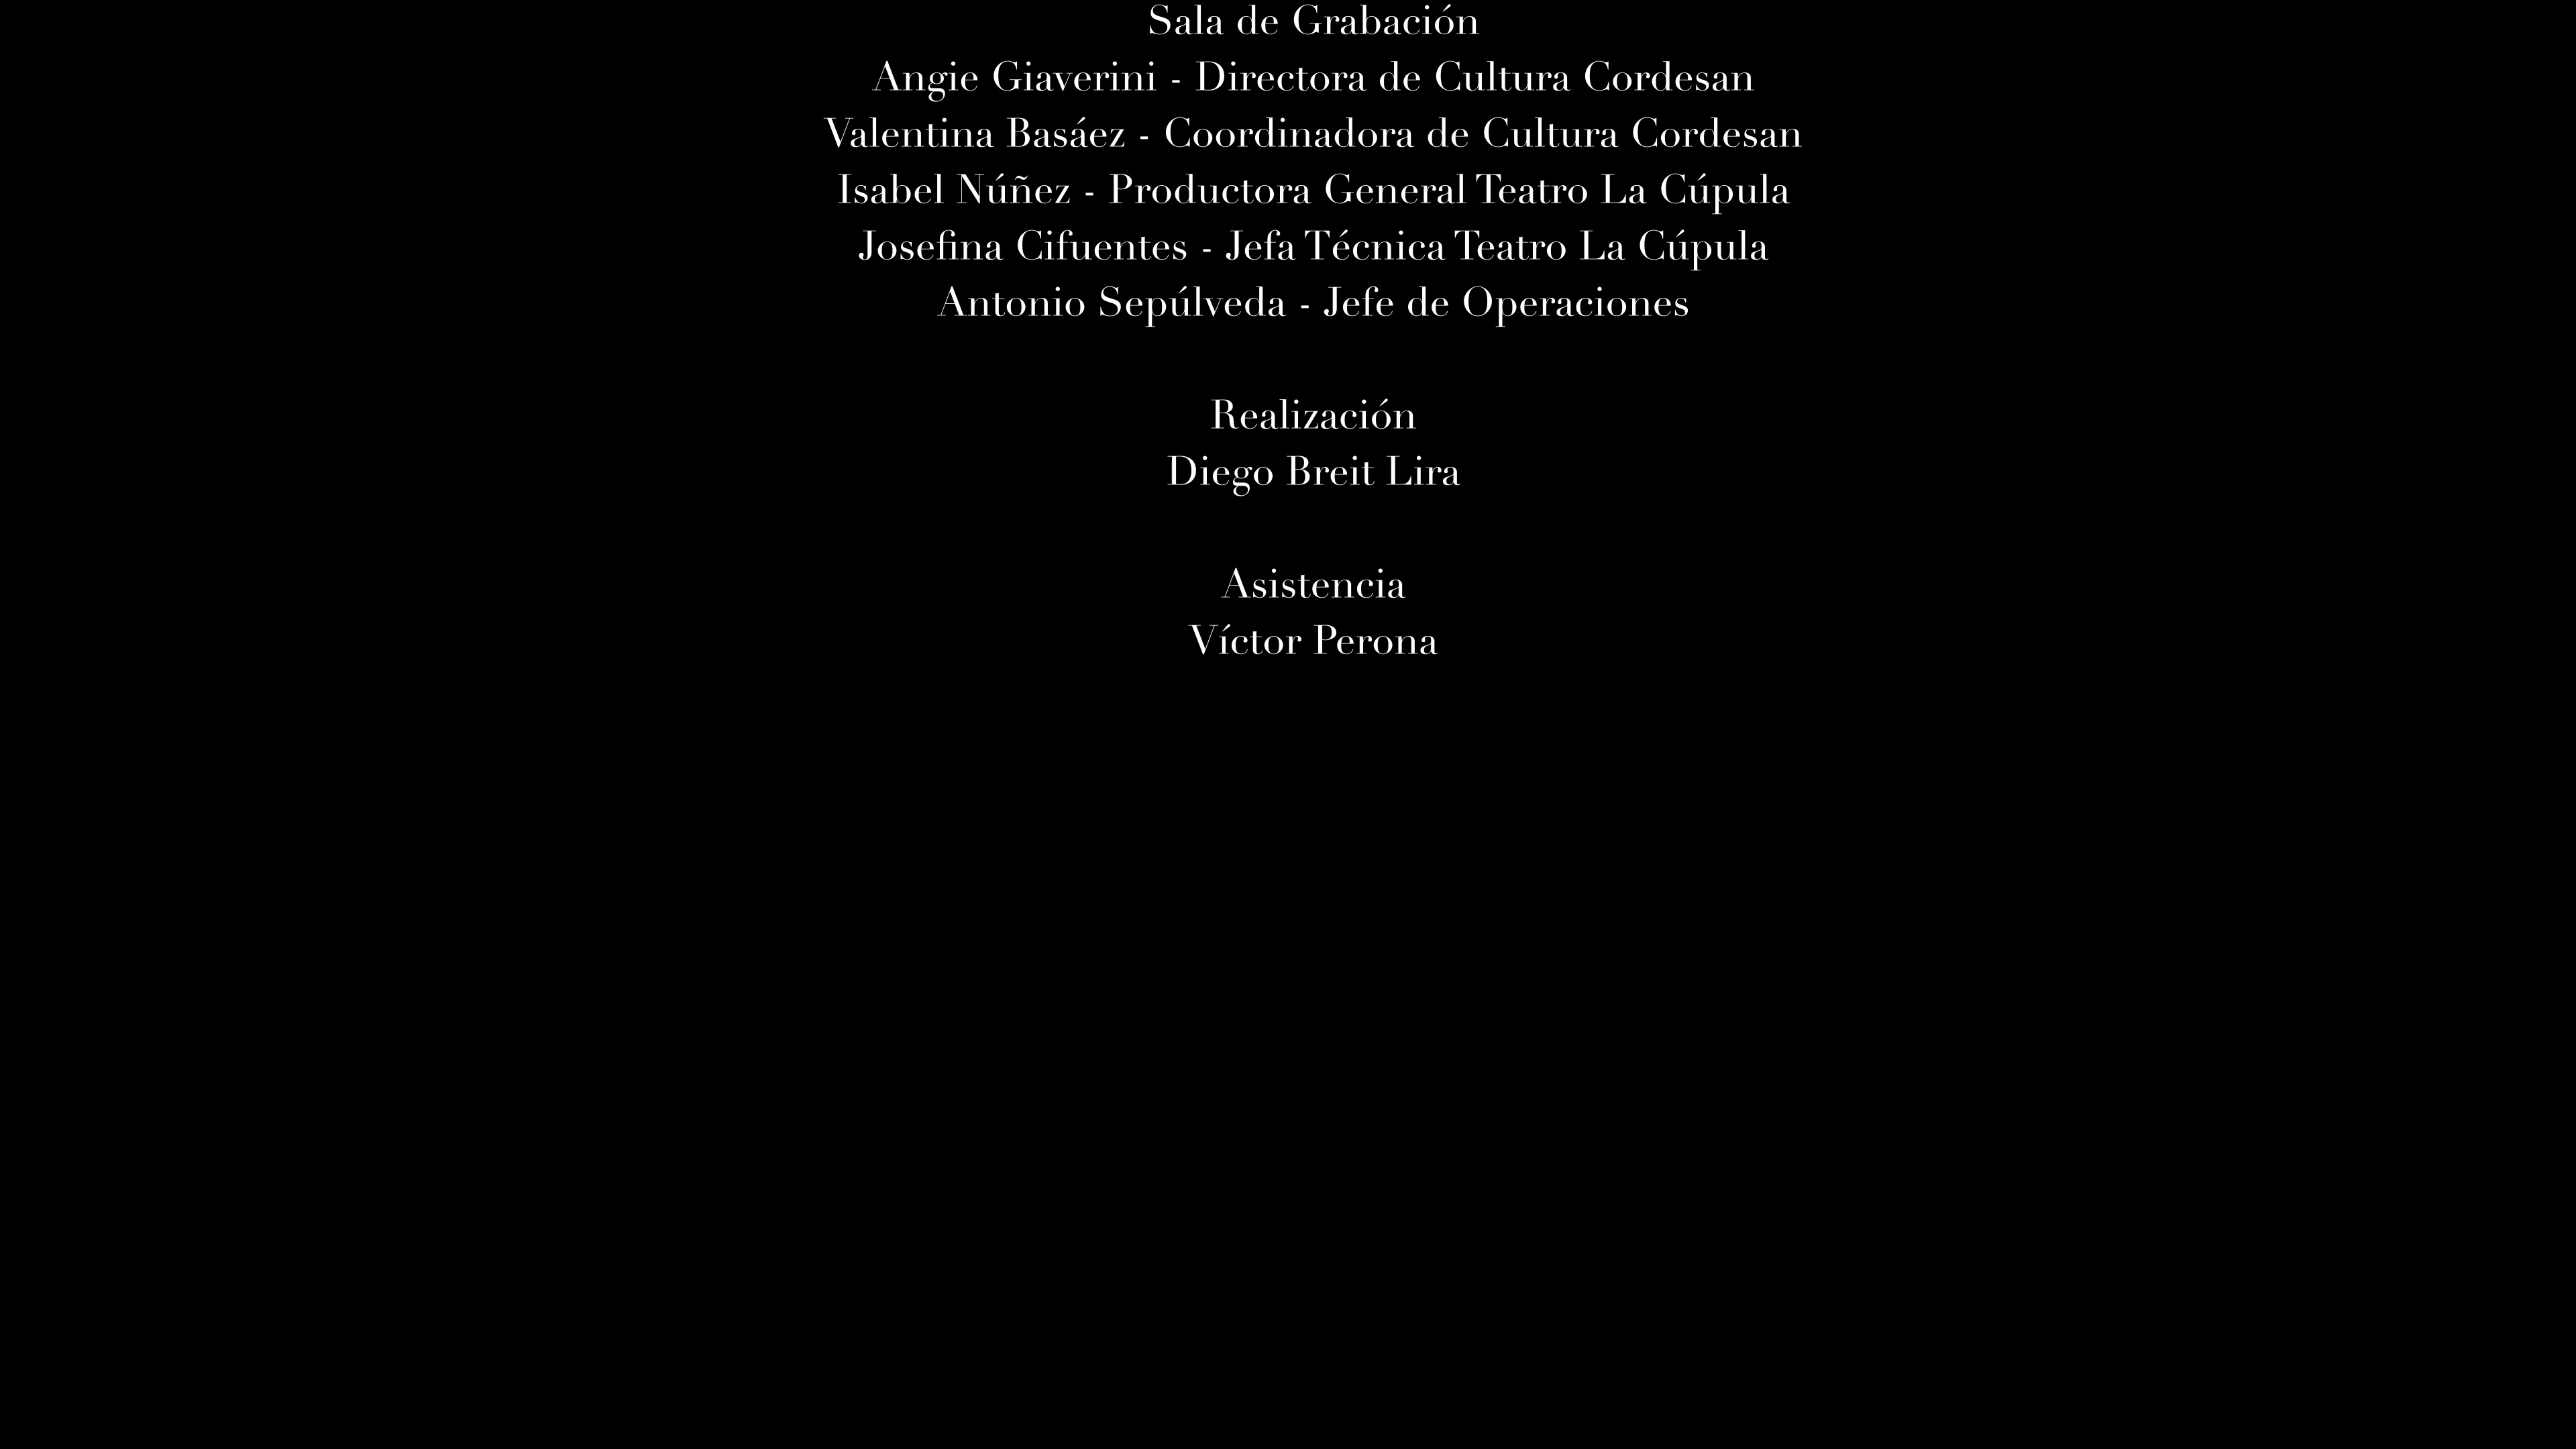 Sala de Grabación
Angie Giaverini - Directora de Cultura Cordesan
Valentina Basáez - Coordinadora de Cultura Cordesan
Isabel Núñez - Productora General Teatro La Cúpula
Josefina Cifuentes - Jefa Técnica Teatro La Cúpula
Antonio Sepúlveda - Jefe de Operaciones
Realización
Diego Breit Lira
Asistencia
Víctor Perona